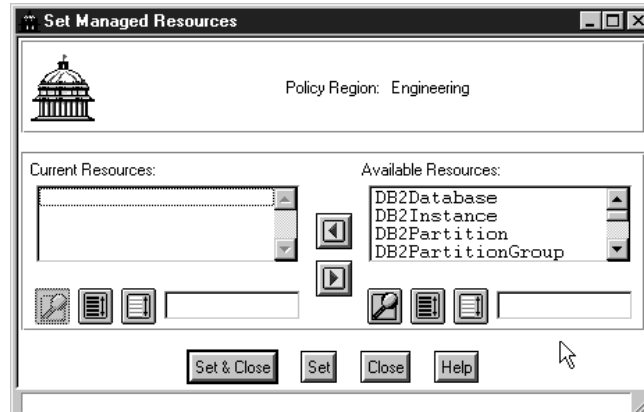 Set Managed Resources
Policy Region: Engineering
Current Resources:
Available Resources:
DB2Database
DB2Instance
DB2Partition
DB2PartitionGroup
Set & Close
Set
Close
Help